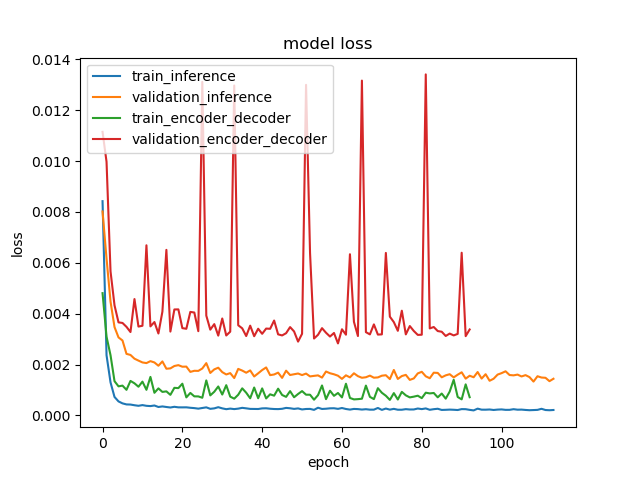 model loss
0.014
0.012
0.010
0.008
0.006
0.004
0.002
0.000
loss
train_inference
validation_inference
train_encoder_decoder
validation_encoder_decoder
0 20 40 60 80 100
epoch